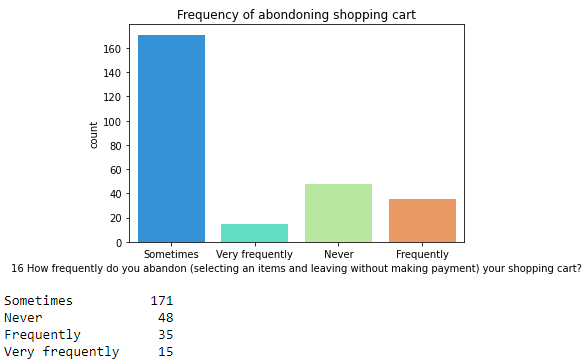 Frequency of abondoning shopping cart
160
140
120
100
80
60
40
20
0
count
Sometimes Very frequently Never Frequently
16 How frequently do you abandon (selecting an items and leaving without making payment) your shopping cart?
Sometimes 171
Never 48
Frequently 35
Very frequently 15